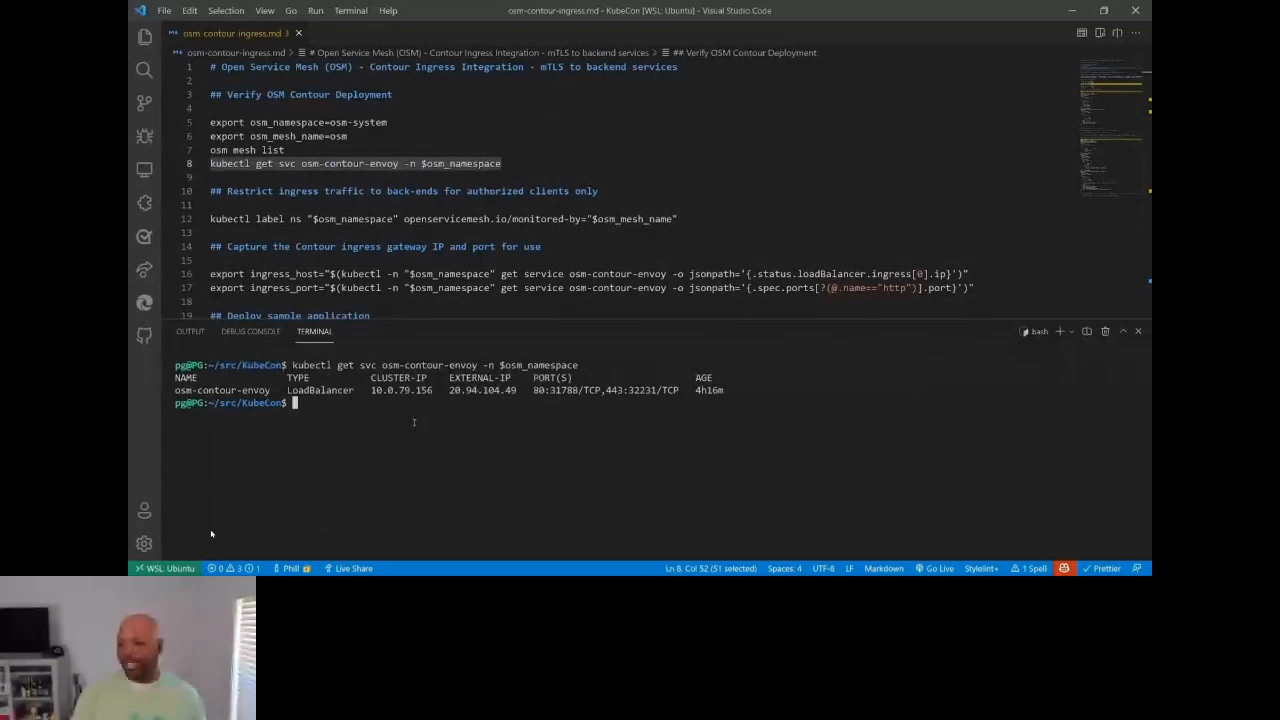 File Edit Selection View Go Run Terminal Help
osm-contour-ingress.md - KubeCon [WSL: Ubuntu] - Visual Studio Code
osm-contour-ingress.md 3
osm-contour-ingress.md > # Open Service Mesh (OSM) - Contour Ingress Integration - mTLS to backend services > ## Verify OSM Contour Deployment
1 # Open Service Mesh (OSM) - Contour Ingress Integration - mTLS to backend services
2
3 ## Verify OSM Contour Deployment
4
5 export osm_namespace=osm-system
6 export osm_mesh_name=osm
7 osm mesh list
8 kubectl get svc osm-contour-envoy -n $osm_namespace
9
10 ## Restrict ingress traffic to back-ends for authorized clients only
11
12 kubectl label ns "$osm_namespace" openservicemesh.io/monitored-by="$osm_mesh_name"
13
14 ## Capture the Contour ingress gateway IP and port for use
15
16 export ingress_host="$(kubectl -n "$osm_namespace" get service osm-contour-envoy -o jsonpath='{.status.loadBalancer.ingress[0].ip}')"
17 export ingress_port="$(kubectl -n "$osm_namespace" get service osm-contour-envoy -o jsonpath='{.spec.ports[?(@.name=="http")].port}')"
18
19 ## Deploy sample application
OUTPUT DEBUG CONSOLE TERMINAL
bash
pg@PG:~/src/KubeCon$ kubectl get svc osm-contour-envoy -n $osm_namespace
NAME TYPE CLUSTER-IP EXTERNAL-IP PORT(S) AGE
osm-contour-envoy LoadBalancer 10.0.79.156 20.94.104.49 80:31788/TCP,443:32231/TCP 4h16m
pg@PG:~/src/KubeCon$
WSL: Ubuntu 0 3 1 Phill Live Share Ln 8, Col 52 (51 selected) Spaces: 4 UTF-8 LF Markdown Go Live Stylelint+ 1 Spell Prettier